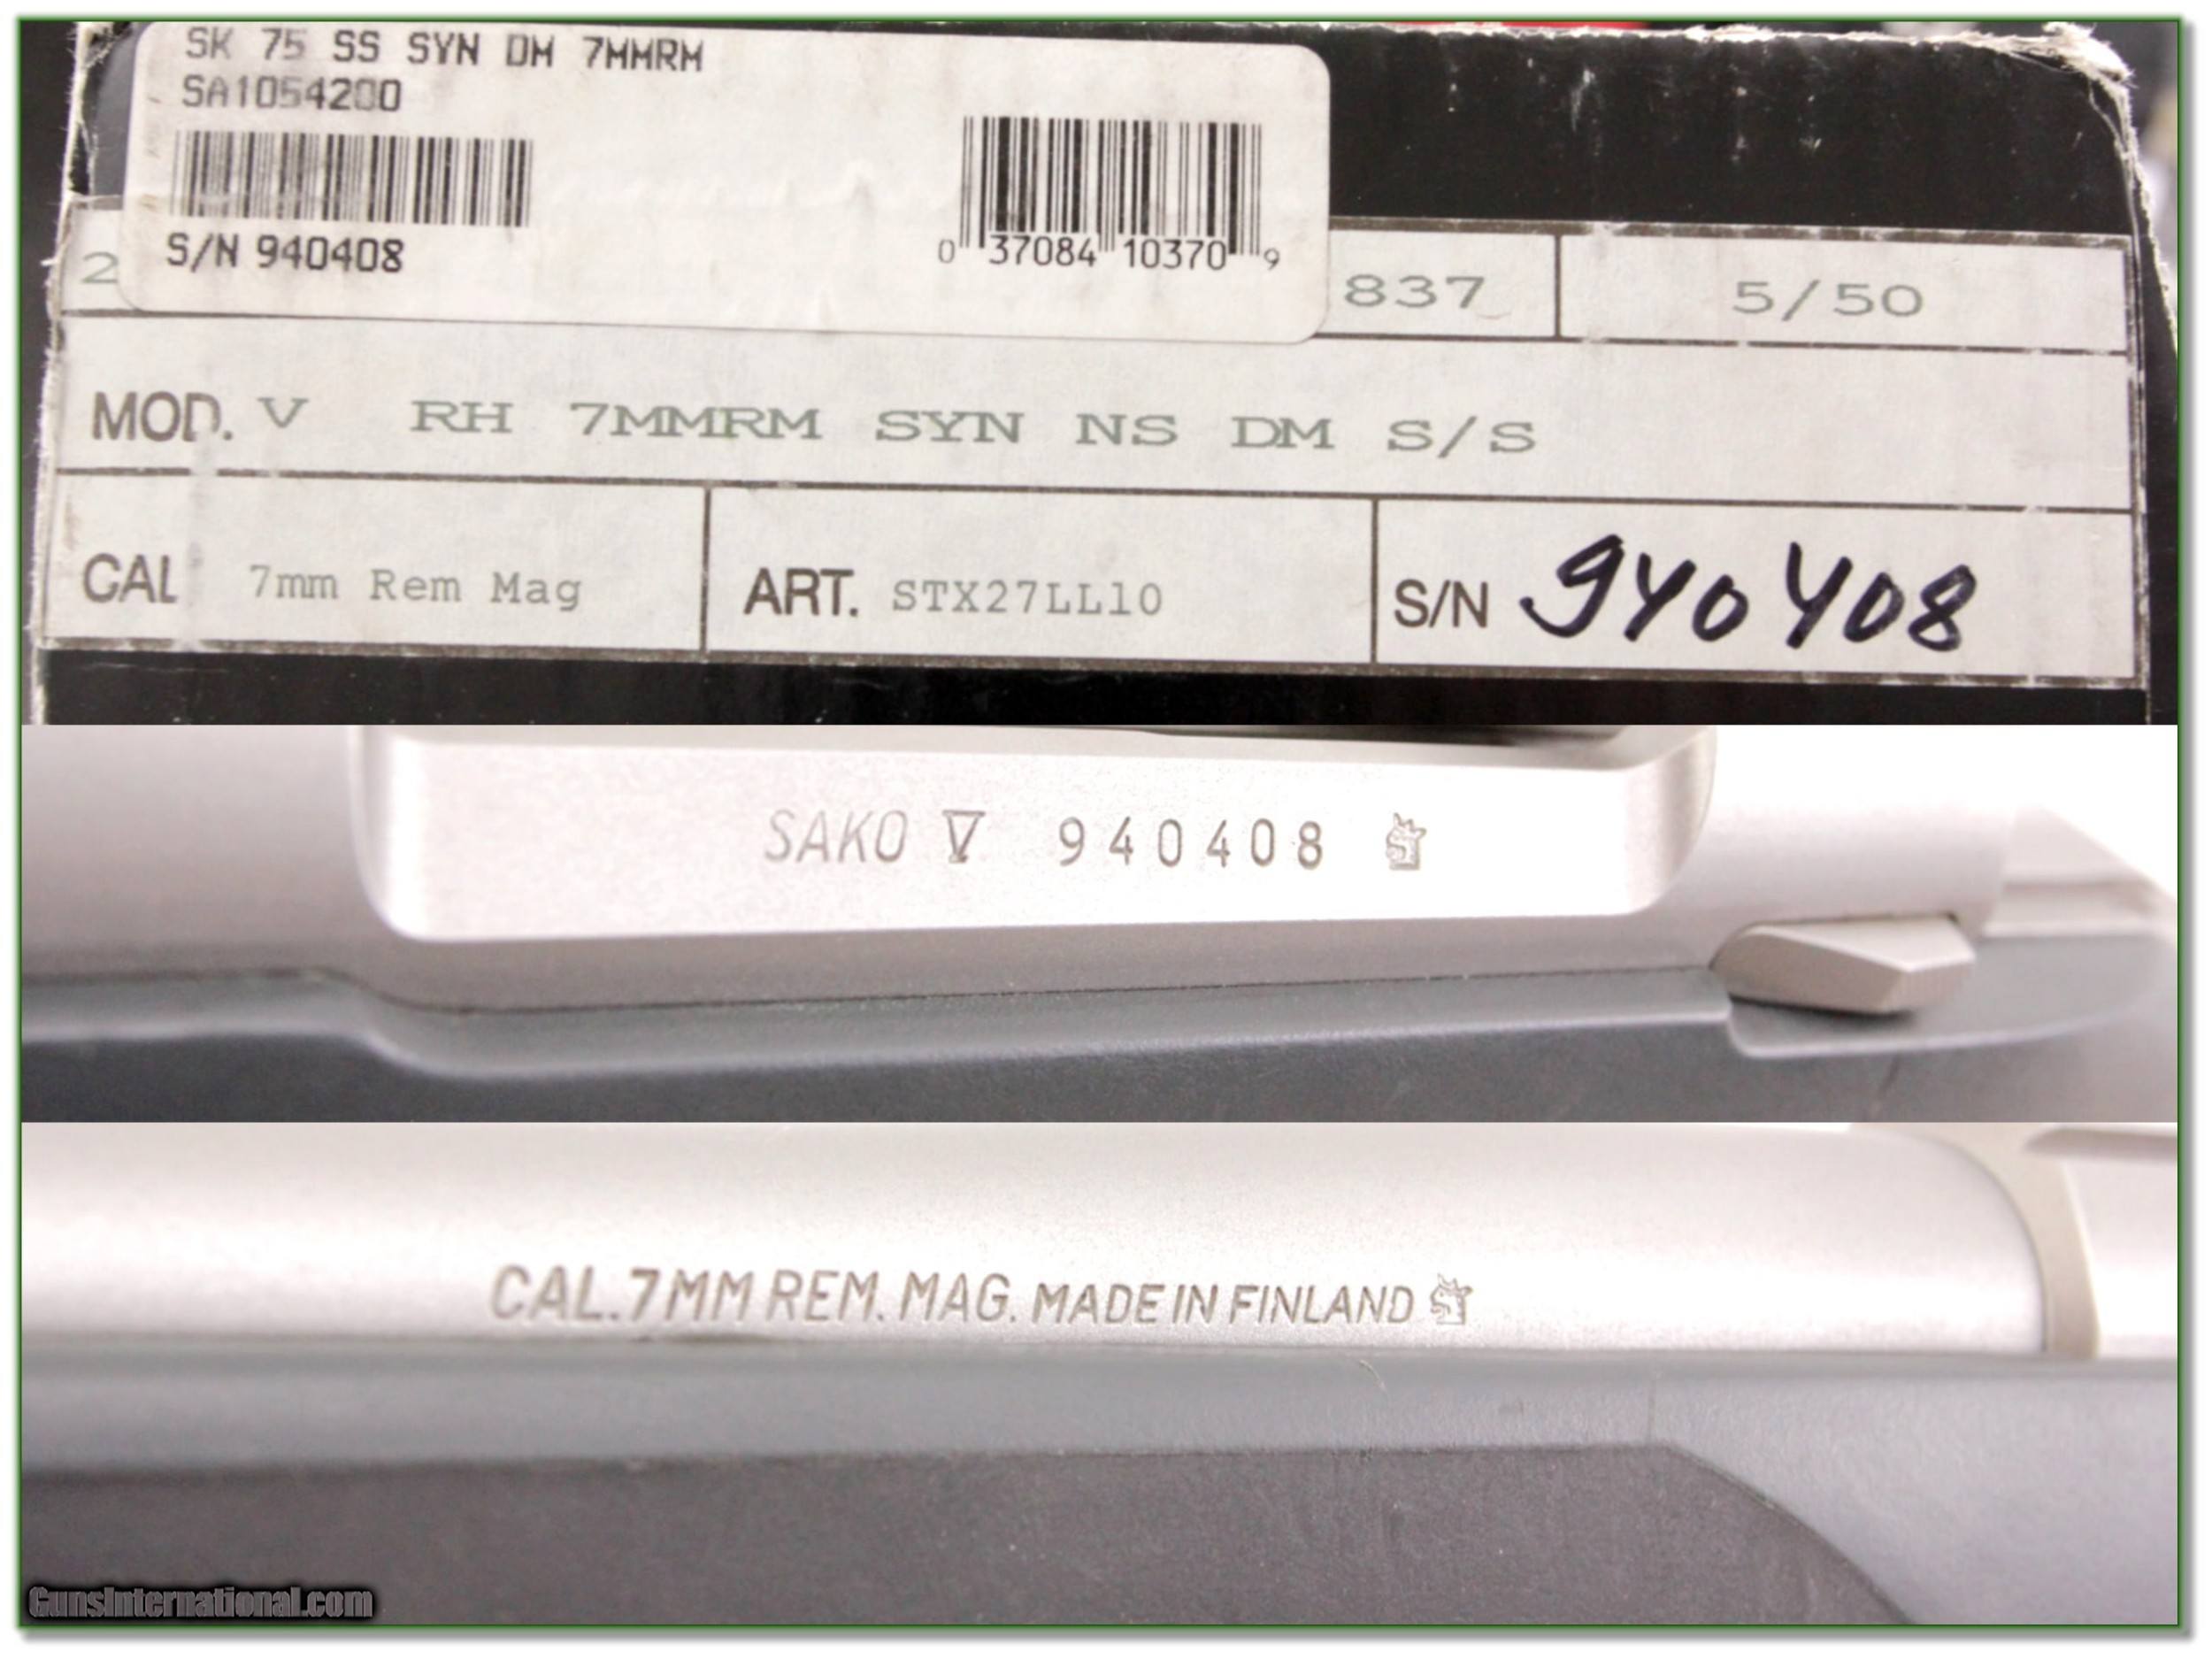 SK 75 SS SYN DM 7MMRM
SA1054200
S/N 940408
0 37084 10370 9
2 837 5/50
MOD. V RH 7MMRM SYN NS DM S/S
CAL 7mm Rem Mag ART. STX27LL10 S/N 940408
SAKO V 940408
CAL. 7MM REM. MAG. MADE IN FINLAND
GunsInternational.com